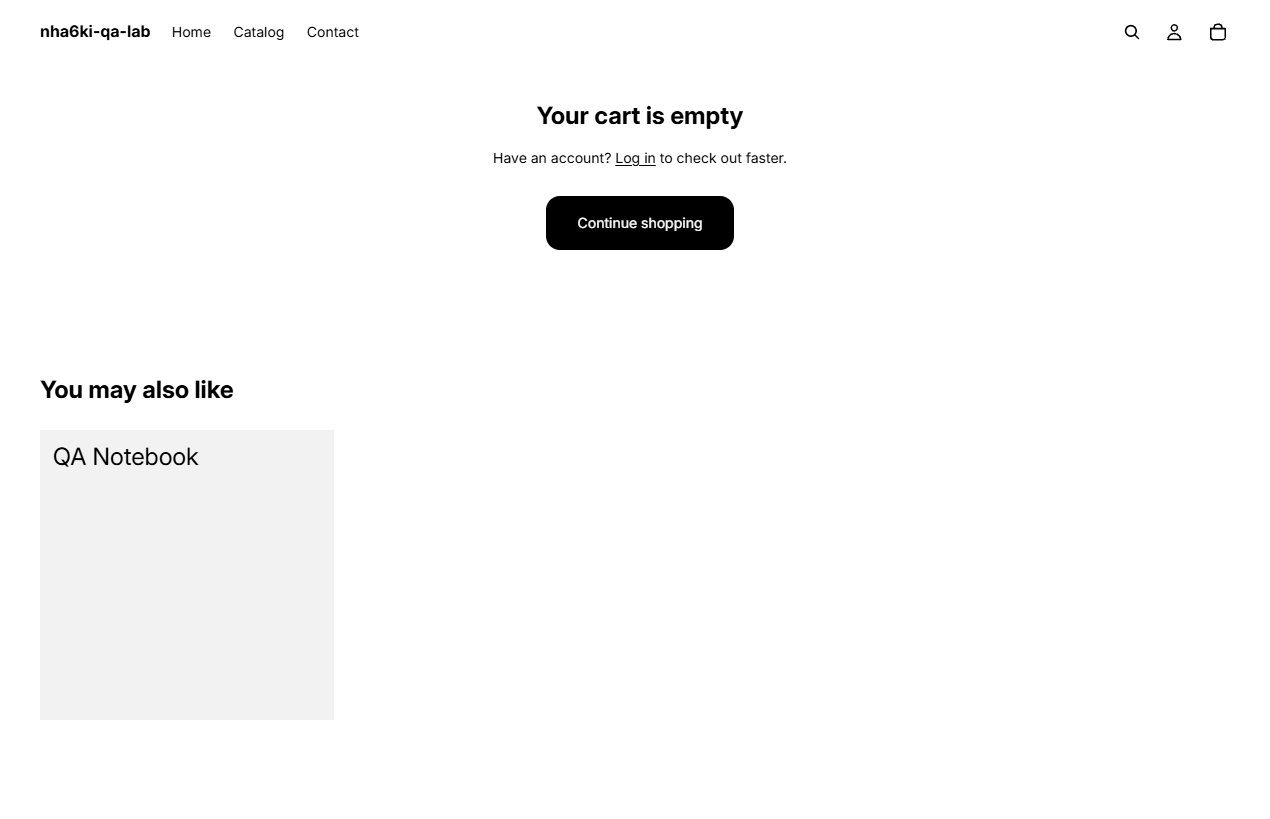 nha6ki-qa-lab Home Catalog Contact
Your cart is empty
Have an account? Log in to check out faster.
Continue shopping
You may also like
QA Notebook